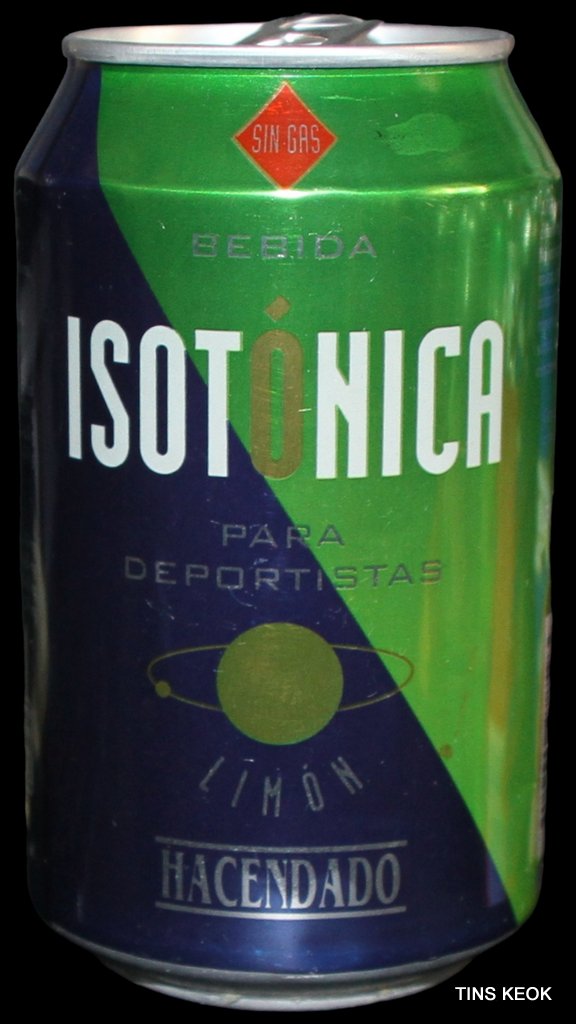 SIN·GAS
BEBIDA
ISOTÓNICA
PARA
DEPORTISTAS
LIMÓN
HACENDADO
TINS KEOK